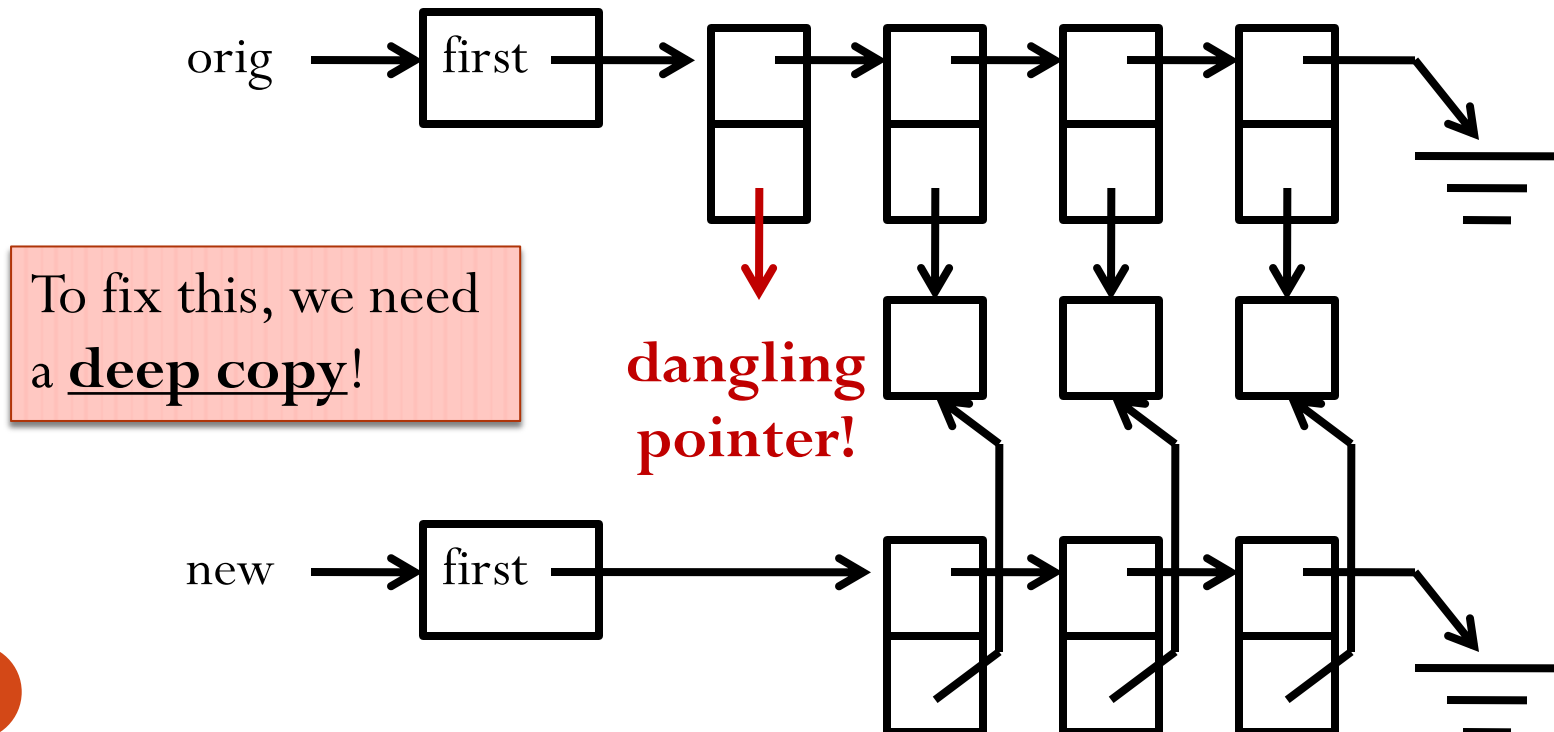 orig
first
To fix this, we need
a deep copy!
dangling
pointer!
new
first